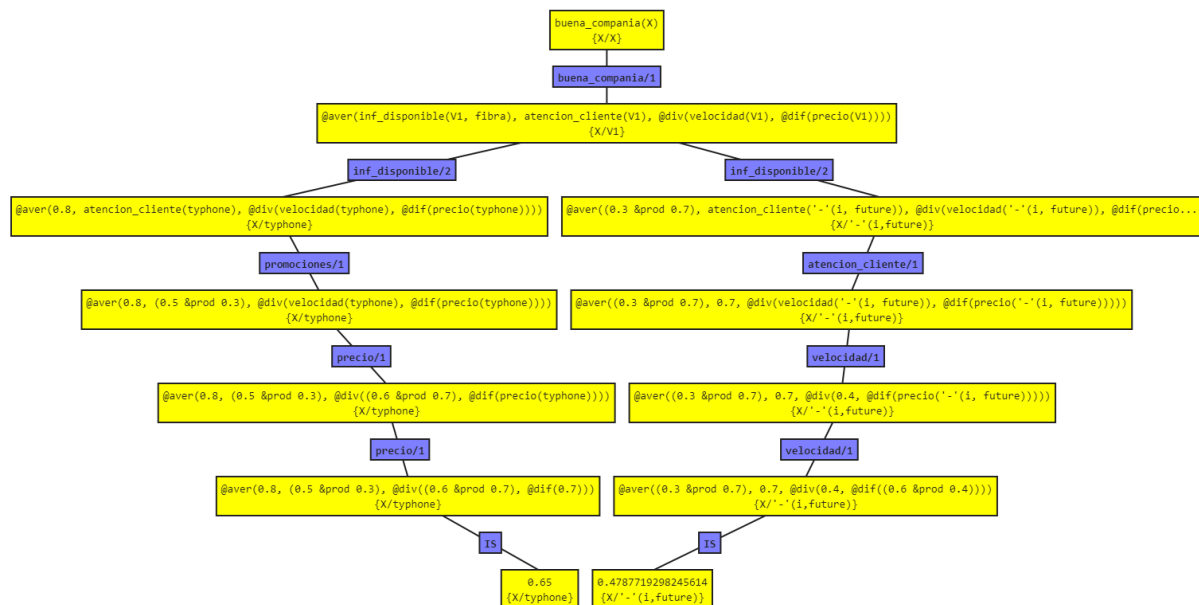 buena_compania(X)
{X/X}
buena_compania/1
@aver(inf_disponible(V1, fibra), atencion_cliente(V1), @div(velocidad(V1), @dif(precio(V1))))
{X/V1}
inf_disponible/2
inf_disponible/2
@aver(0.8, atencion_cliente(typhone), @div(velocidad(typhone), @dif(precio(typhone))))
{X/typhone}
@aver((0.3 &prod 0.7), atencion_cliente('-'(i, future)), @div(velocidad('-'(i, future)), @dif(precio...
{X/'-'(i,future)}
promociones/1
atencion_cliente/1
@aver(0.8, (0.5 &prod 0.3), @div(velocidad(typhone), @dif(precio(typhone))))
{X/typhone}
@aver((0.3 &prod 0.7), 0.7, @div(velocidad('-'(i, future)), @dif(precio('-'(i, future)))))
{X/'-'(i,future)}
precio/1
velocidad/1
@aver(0.8, (0.5 &prod 0.3), @div((0.6 &prod 0.7), @dif(precio(typhone))))
{X/typhone}
@aver((0.3 &prod 0.7), 0.7, @div(0.4, @dif(precio('-'(i, future)))))
{X/'-'(i,future)}
precio/1
velocidad/1
@aver(0.8, (0.5 &prod 0.3), @div((0.6 &prod 0.7), @dif(0.7)))
{X/typhone}
@aver((0.3 &prod 0.7), 0.7, @div(0.4, @dif((0.6 &prod 0.4))))
{X/'-'(i,future)}
IS
IS
0.65
{X/typhone}
0.4787719298245614
{X/'-'(i,future)}